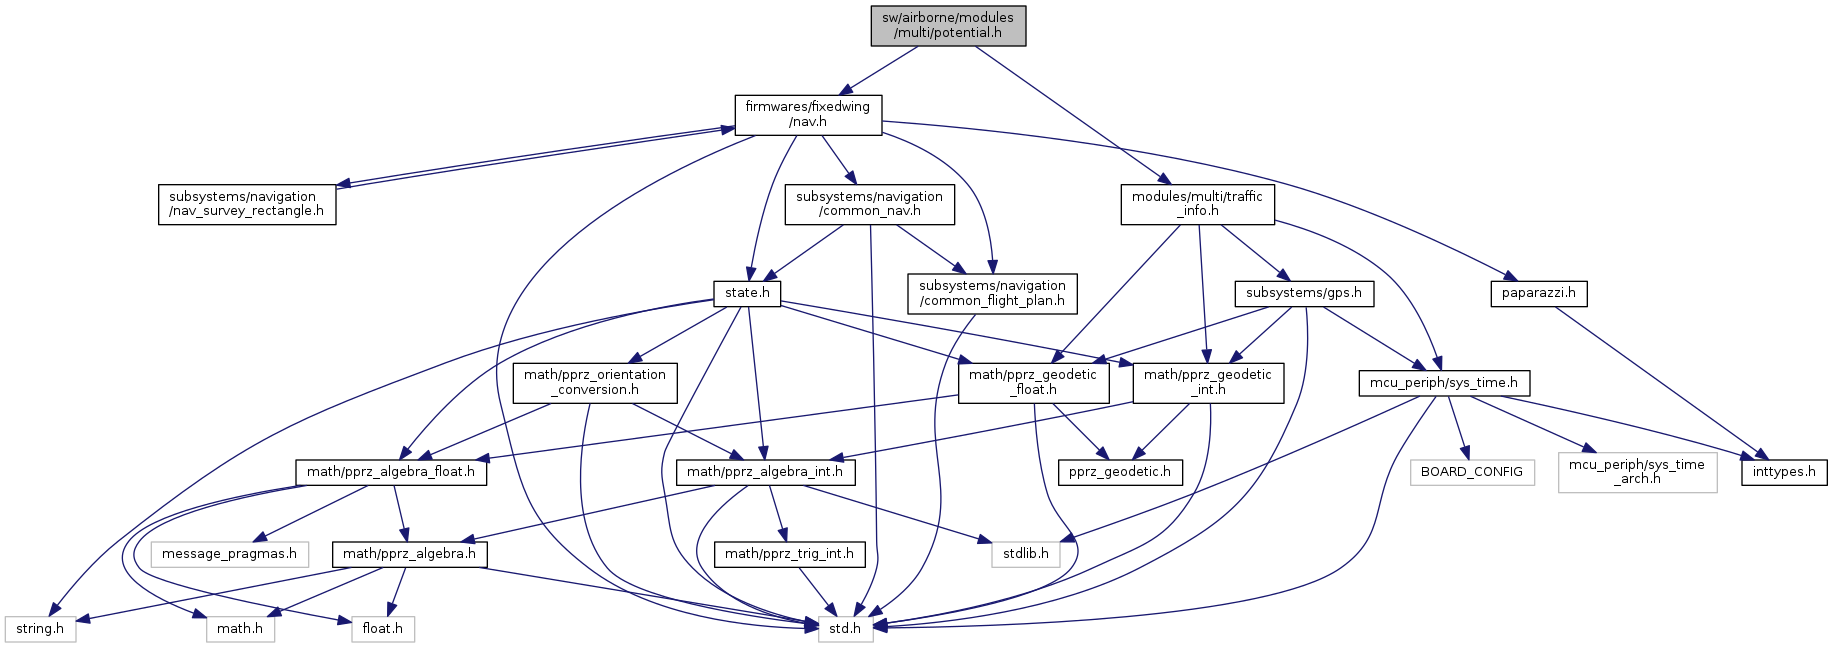 sw/airborne/modules
/multi/potential.h
firmwares/fixedwing
/nav.h
subsystems/navigation
/nav_survey_rectangle.h
subsystems/navigation
/common_nav.h
modules/multi/traffic
_info.h
state.h
subsystems/navigation
/common_flight_plan.h
subsystems/gps.h
paparazzi.h
math/pprz_orientation
_conversion.h
math/pprz_geodetic
_float.h
math/pprz_geodetic
_int.h
mcu_periph/sys_time.h
math/pprz_algebra_float.h
math/pprz_algebra_int.h
pprz_geodetic.h
BOARD_CONFIG
mcu_periph/sys_time
_arch.h
inttypes.h
message_pragmas.h
math/pprz_algebra.h
math/pprz_trig_int.h
stdlib.h
string.h
math.h
float.h
std.h